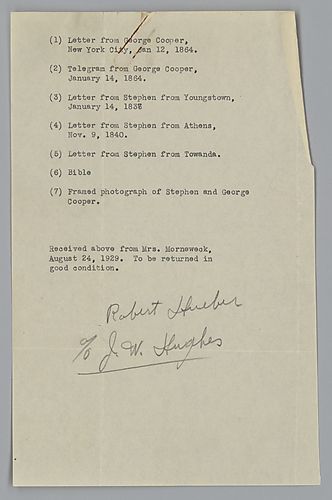 (1) Letter from George Cooper,
New York City, Jan 12, 1864.
(2) Telegram from George Cooper,
January 14, 1864.
(3) Letter from Stephen from Youngstown,
January 14, 1832
(4) Letter from Stephen from Athens,
Nov. 9, 1840.
(5) Letter from Stephen from Towanda.
(6) Bible
(7) Framed photograph of Stephen and George
Cooper.
Received above from Mrs. Morneweck,
August 24, 1929. To be returned in
good condition.
Robert Hueber
c/o J. W. Hughes